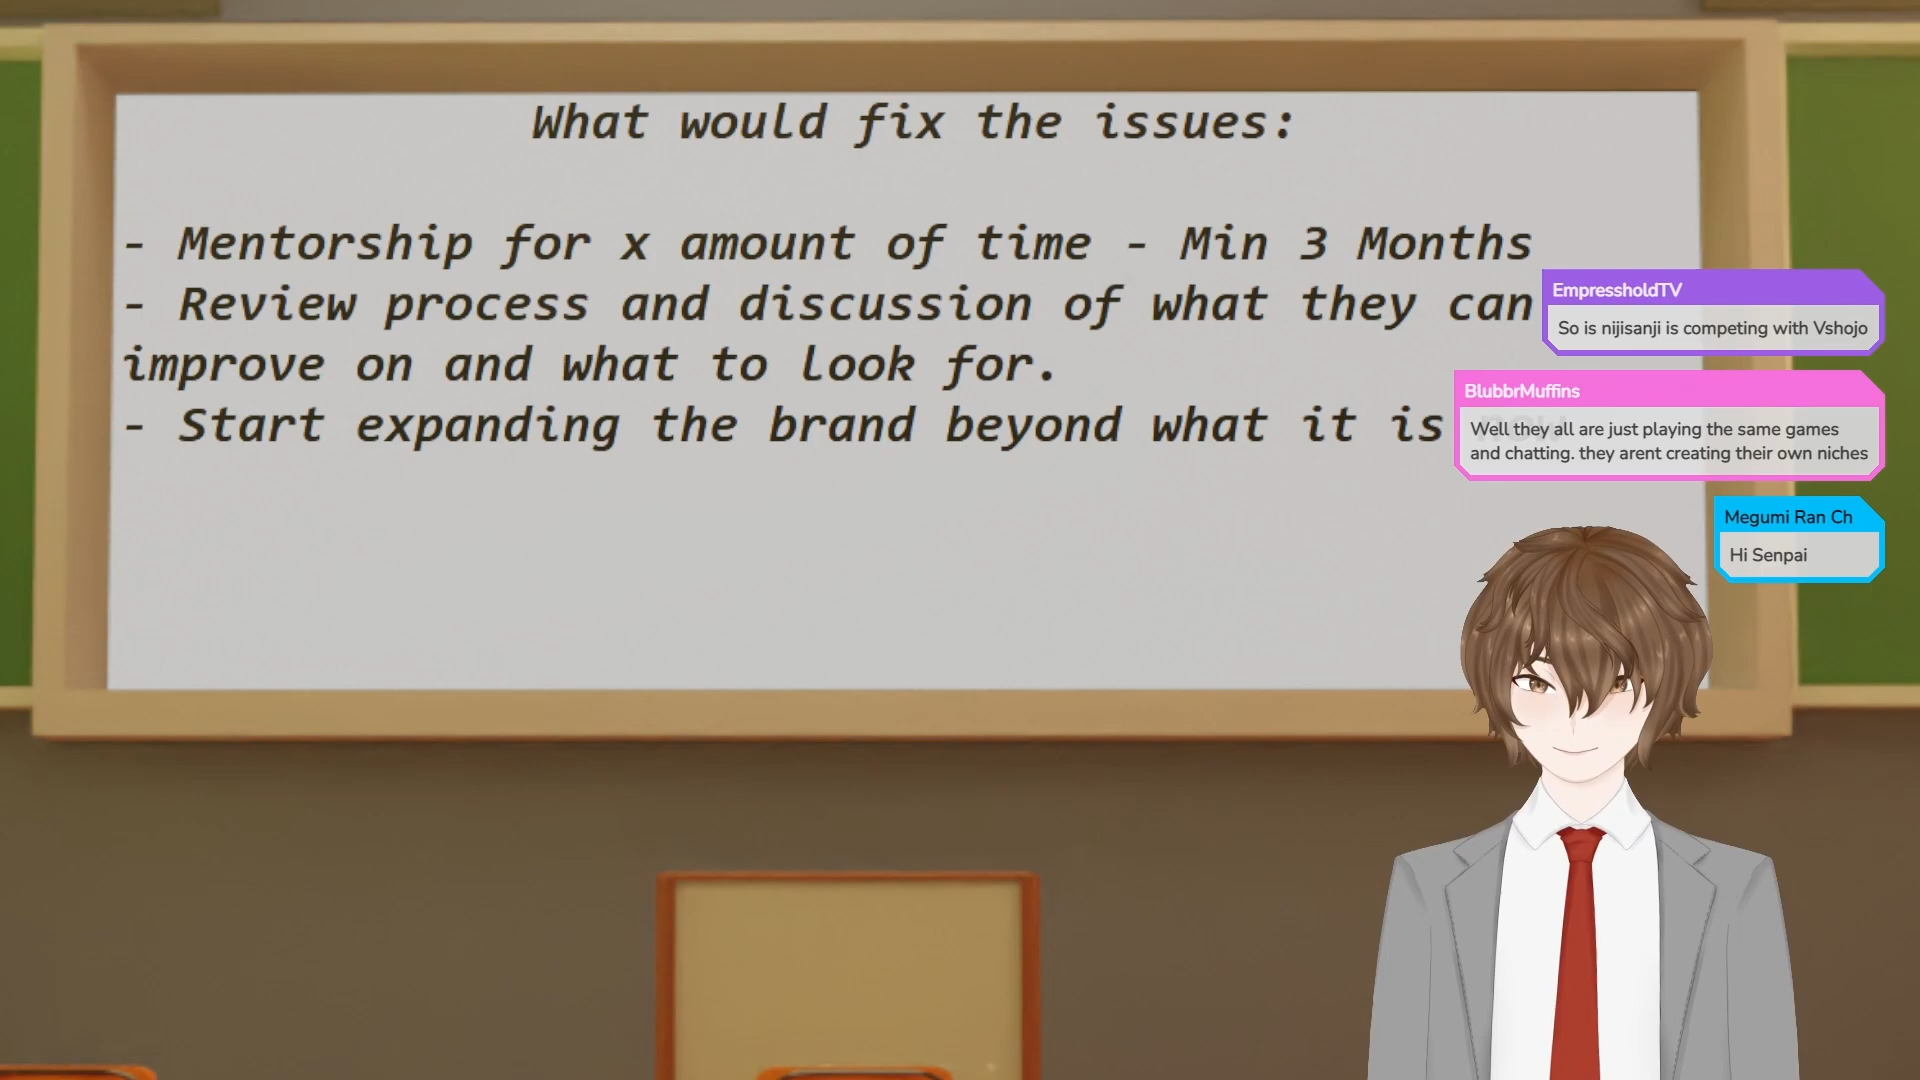 What would fix the issues:
- Mentorship for x amount of time - Min 3 Months
- Review process and discussion of what they can
improve on and what to look for.
- Start expanding the brand beyond what it is now
EmpressholdTV
So is nijisanji is competing with Vshojo
BlubbrMuffins
Well they all are just playing the same games
and chatting. they arent creating their own niches
Megumi Ran Ch
Hi Senpai